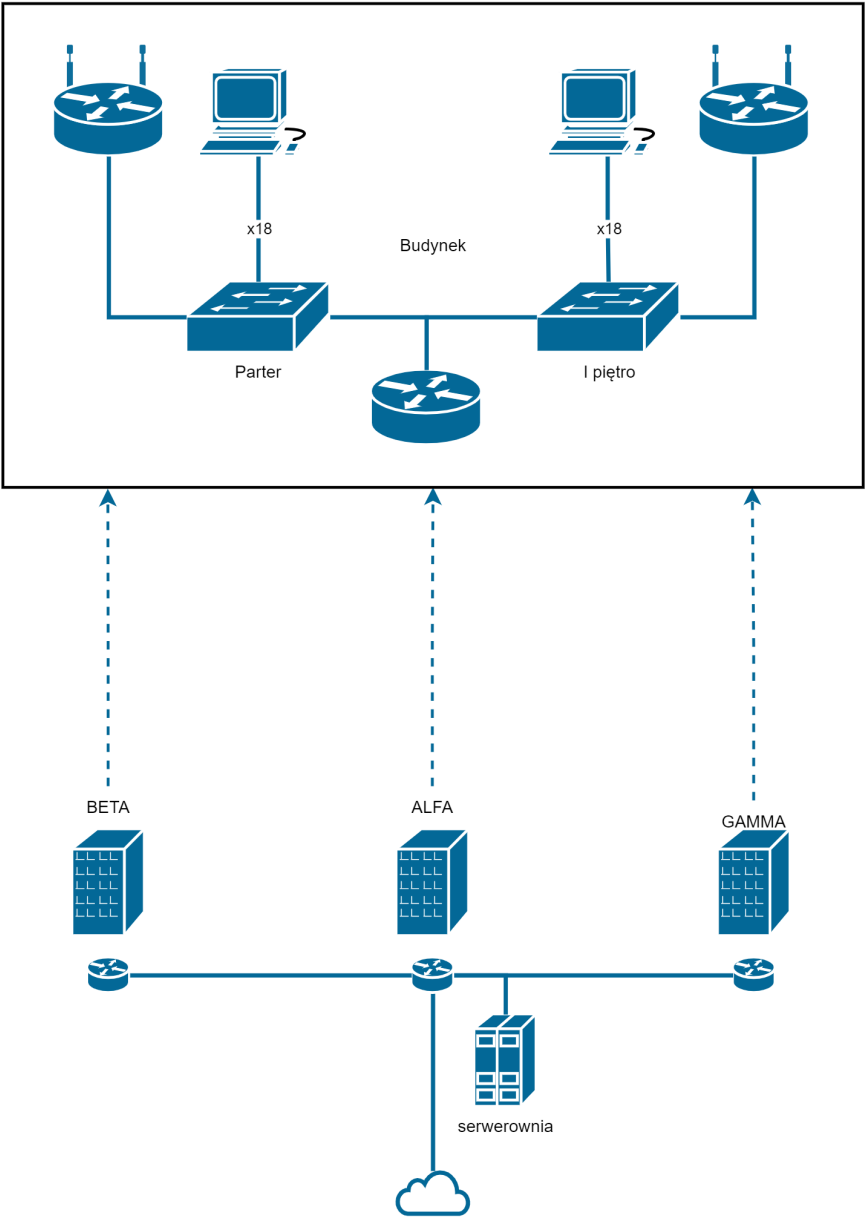 x18
x18
Budynek
Parter
I piętro
BETA
ALFA
GAMMA
serwerownia